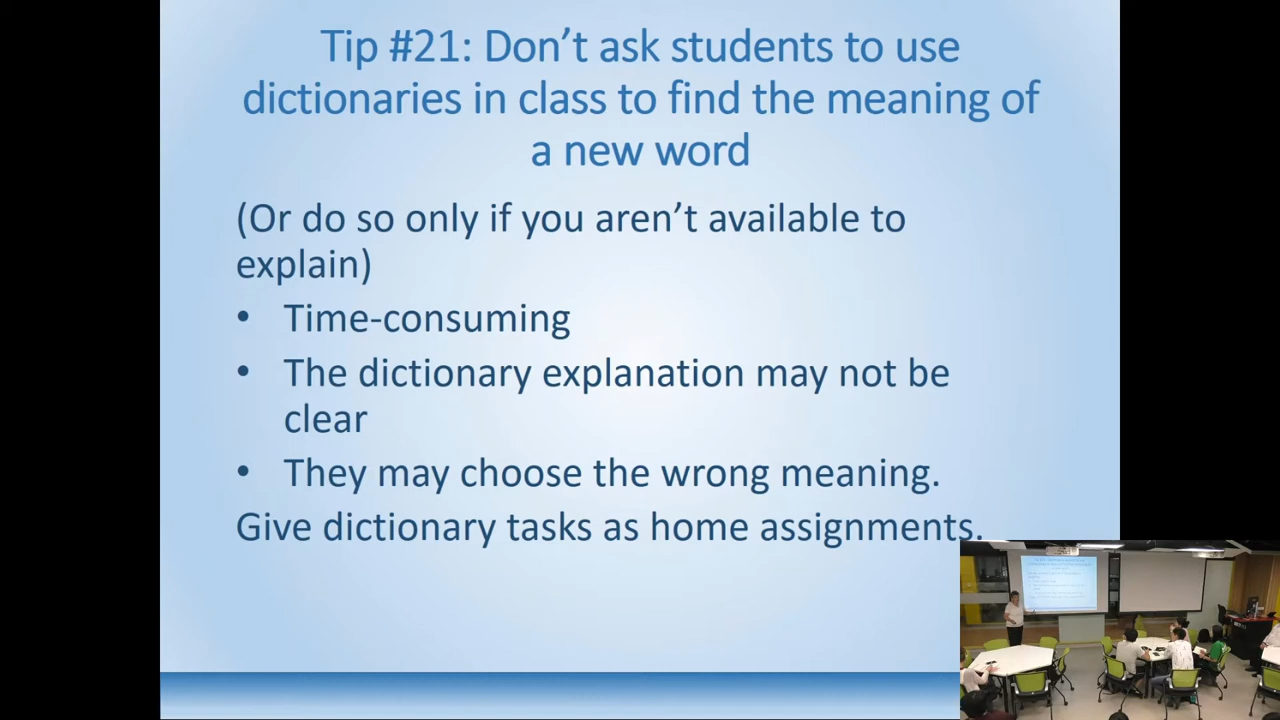 Tip #21: Don’t ask students to use
dictionaries in class to find the meaning of
a new word
(Or do so only if you aren’t available to
explain)
• Time-consuming
• The dictionary explanation may not be
clear
• They may choose the wrong meaning.
Give dictionary tasks as home assignments.